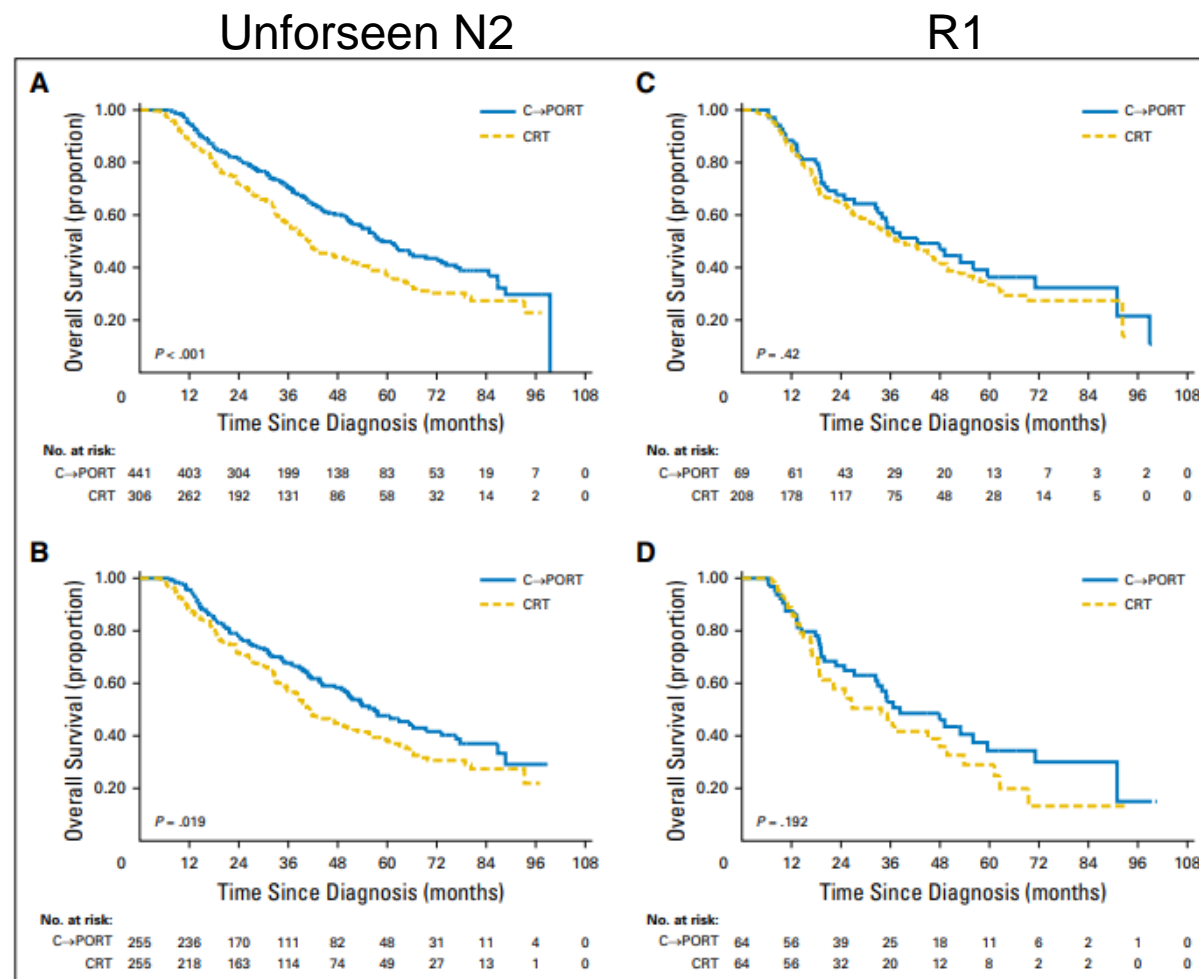 Unforseen N2
R1
A
Overall Survival (proportion)
1.00
0.80
0.60
0.40
0.20
0
C→PORT
CRT
P < .001
12 24 36 48 60 72 84 96 108
Time Since Diagnosis (months)
No. at risk:
C→PORT 441 403 304 199 138 83 53 19 7 0
CRT 306 262 192 131 86 58 32 14 2 0
C
Overall Survival (proportion)
1.00
0.80
0.60
0.40
0.20
0
C→PORT
CRT
P = .42
12 24 36 48 60 72 84 96 108
Time Since Diagnosis (months)
No. at risk:
C→PORT 69 61 43 29 20 13 7 3 2 0
CRT 208 178 117 75 48 28 14 5 0 0
B
Overall Survival (proportion)
1.00
0.80
0.60
0.40
0.20
0
C→PORT
CRT
P = .019
12 24 36 48 60 72 84 96 108
Time Since Diagnosis (months)
No. at risk:
C→PORT 255 236 170 111 82 48 31 11 4 0
CRT 255 218 163 114 74 49 27 13 1 0
D
Overall Survival (proportion)
1.00
0.80
0.60
0.40
0.20
0
C→PORT
CRT
P = .192
12 24 36 48 60 72 84 96 108
Time Since Diagnosis (months)
No. at risk:
C→PORT 64 56 39 25 18 11 6 2 1 0
CRT 64 56 32 20 12 8 2 2 0 0